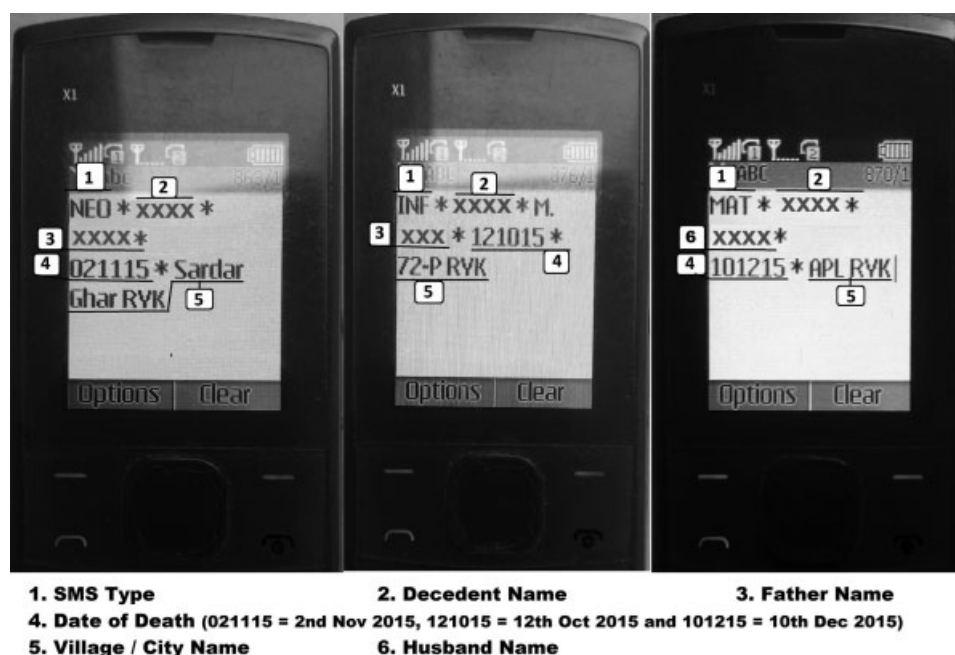 X1
1
2
NEO * xxxx *
3 xxxx*
4 021115 * Sardar
Ghar RYK 5
Options Clear
X1
1
2
876/1
INF * XXXX * M.
3 xxx * 121015 *
72-P RYK 4
5
Options Clear
X1
1 ABC 2 870/1
MAT * XXXX *
6 XXXX*
4 101215 * APL RYK
5
Options Clear
1. SMS Type 2. Decedent Name 3. Father Name
4. Date of Death (021115 = 2nd Nov 2015, 121015 = 12th Oct 2015 and 101215 = 10th Dec 2015)
5. Village / City Name 6. Husband Name